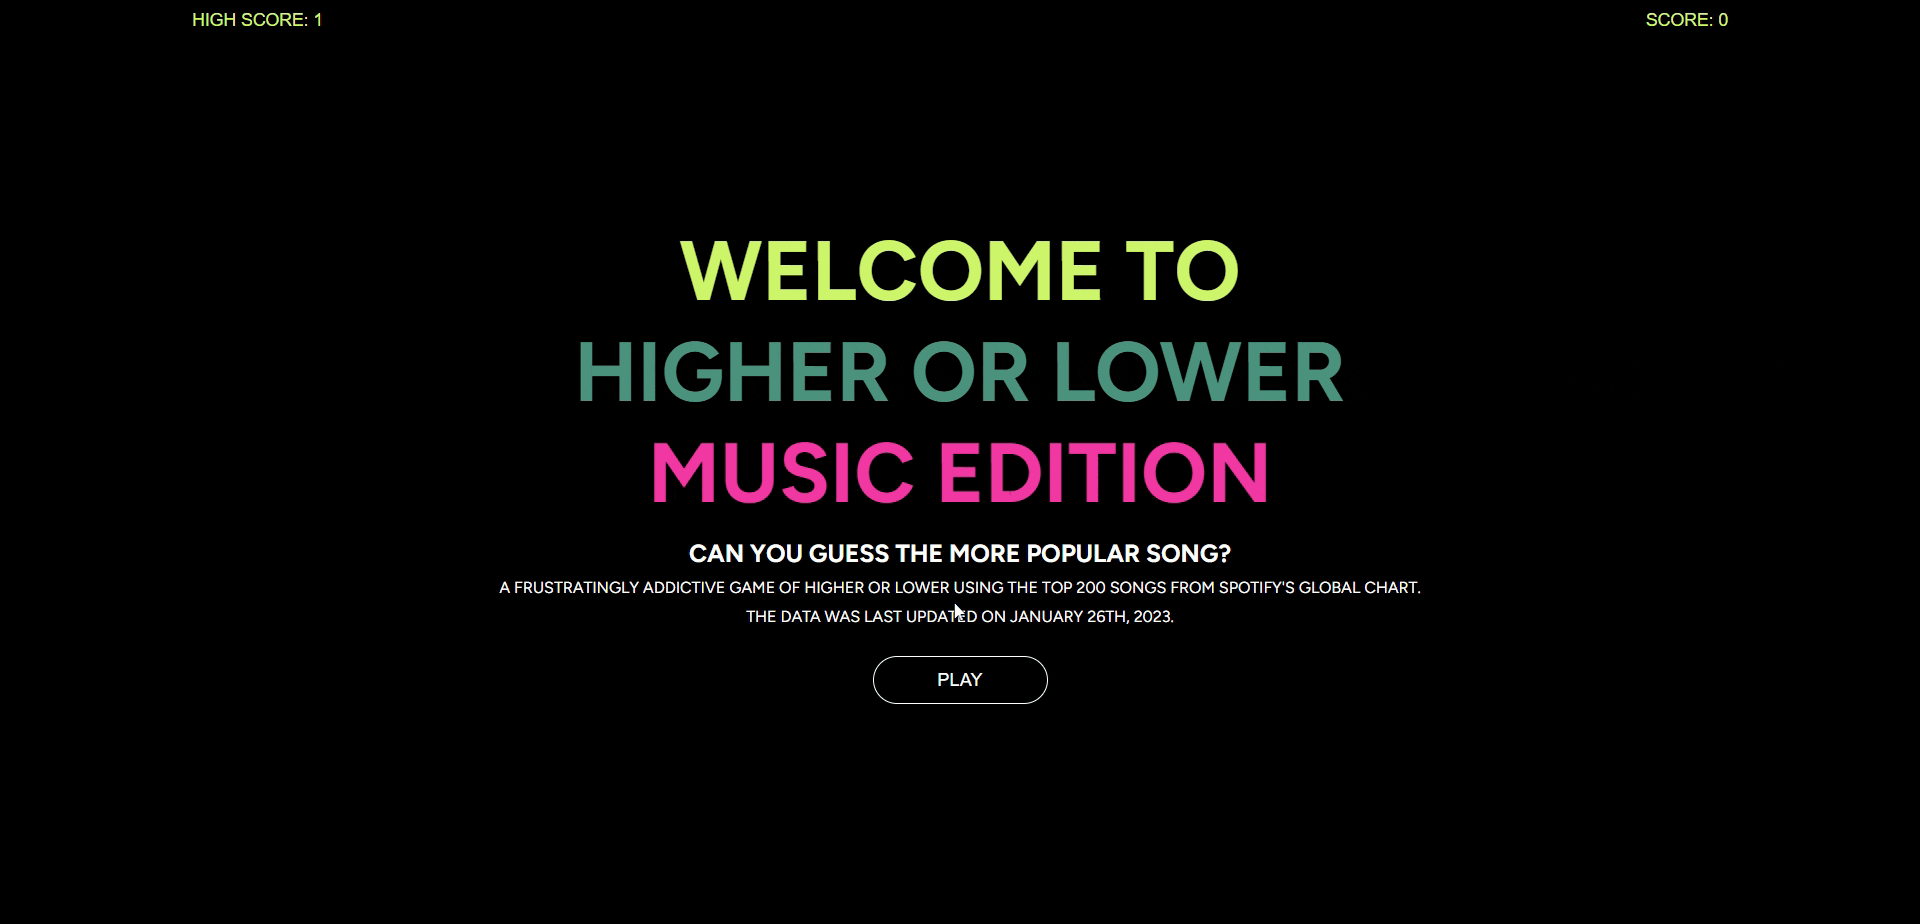 HIGH SCORE: 1
SCORE: 0
WELCOME TO
HIGHER OR LOWER
MUSIC EDITION
CAN YOU GUESS THE MORE POPULAR SONG?
A FRUSTRATINGLY ADDICTIVE GAME OF HIGHER OR LOWER USING THE TOP 200 SONGS FROM SPOTIFY'S GLOBAL CHART.
THE DATA WAS LAST UPDATED ON JANUARY 26TH, 2023.
PLAY